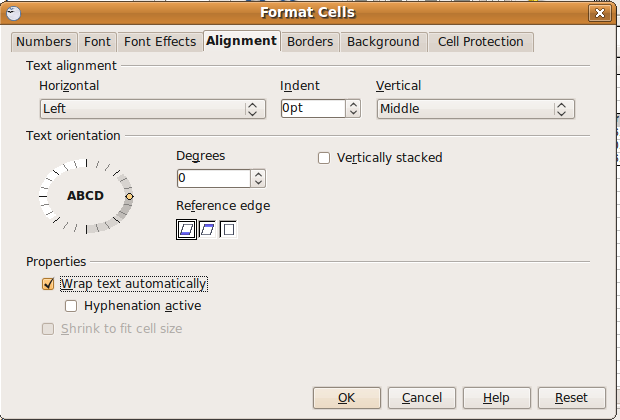 Format Cells
Numbers Font Font Effects Alignment Borders Background Cell Protection
Text alignment
Horizontal Indent Vertical
Left 0pt Middle
Text orientation
Degrees
Vertically stacked
0
ABCD
Reference edge
Properties
Wrap text automatically
Hyphenation active
Shrink to fit cell size
OK Cancel Help Reset